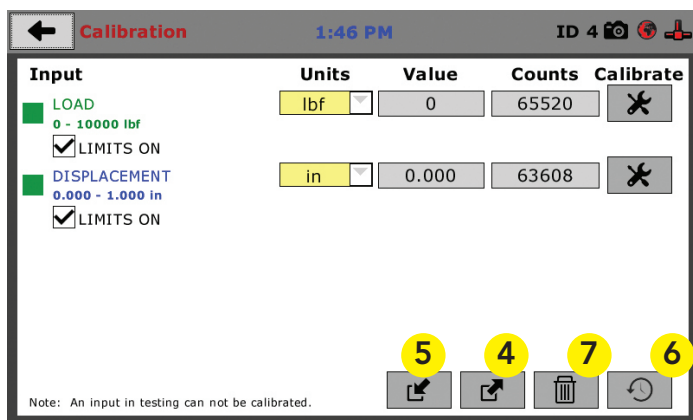 Calibration 1:46 PM ID 4
Input Units Value Counts Calibrate
LOAD lbf 0 65520
0 - 10000 lbf
LIMITS ON
DISPLACEMENT in 0.000 63608
0.000 - 1.000 in
LIMITS ON
5 4 7 6
Note: An input in testing can not be calibrated.